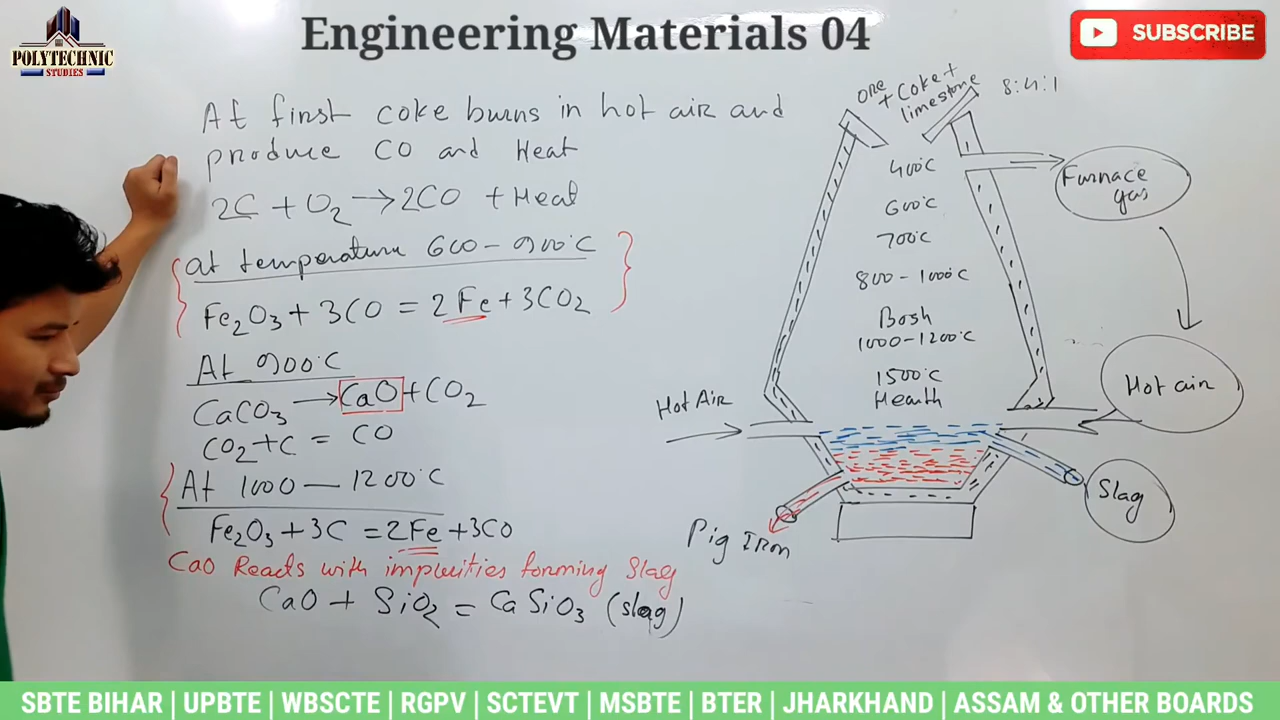 POLYTECHNIC
STUDIES
Engineering Materials 04
SUBSCRIBE
At first coke burns in hot air and
produce CO and Heat
2C + O₂ → 2CO + Heat
at temperature 600 - 900°C
Fe₂O₃ + 3CO = 2Fe + 3CO₂
At 900°C
CaCO₃ → CaO + CO₂
CO₂ + C = CO
At 1000 — 1200°C
Fe₂O₃ + 3C = 2Fe + 3CO
CaO Reacts with impurities forming Slag
CaO + SiO₂ = CaSiO₃ (slag)
ORE
+ Coke +
limestone
8:4:1
400°C
600°C
700°C
800 - 1000°C
Bosh
1000 - 1200°C
1500°C
Hearth
Furnace
gas
Hot air
Hot Air
Slag
Pig Iron
SBTE BIHAR | UPBTE | WBSCTE | RGPV | SCTEVT | MSBTE | BTER | JHARKHAND | ASSAM & OTHER BOARDS